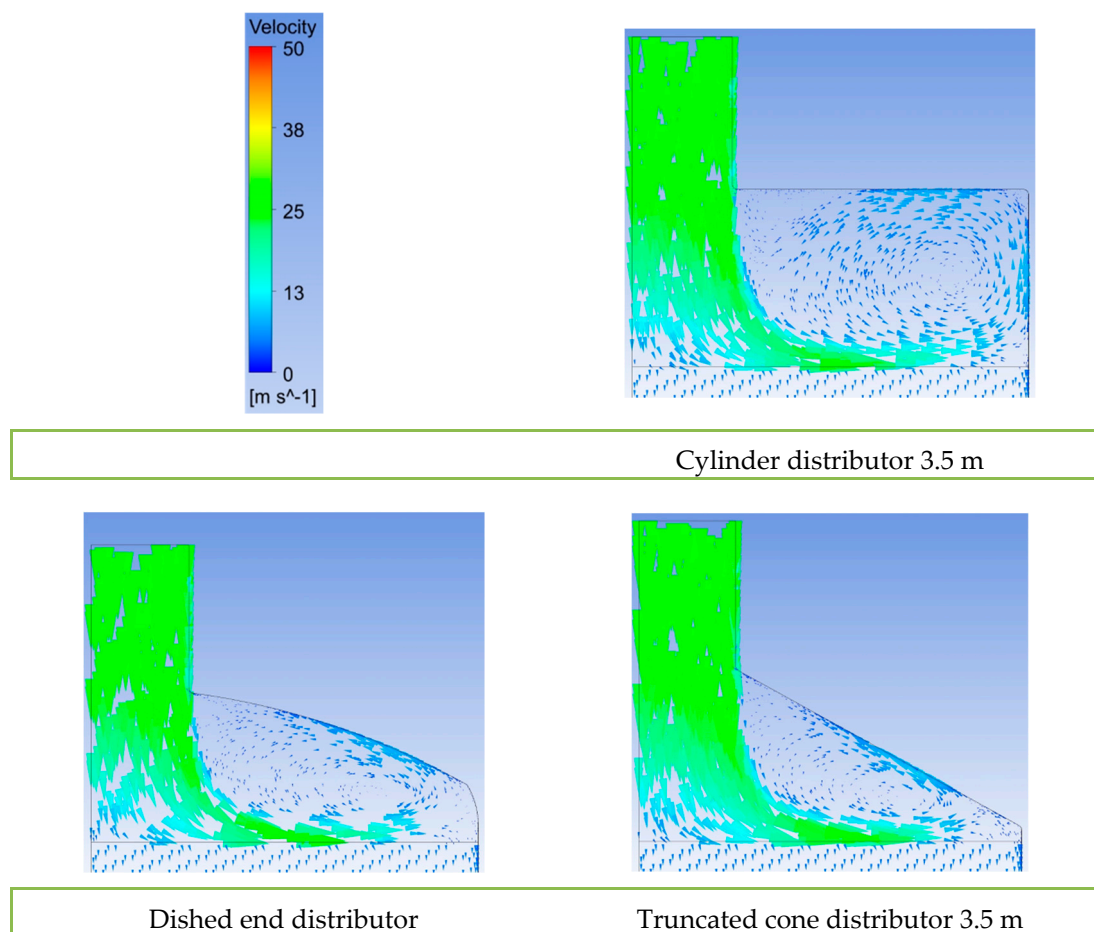 Velocity
50
38
25
13
0
[m s^-1]
Cylinder distributor 3.5 m
Dished end distributor
Truncated cone distributor 3.5 m